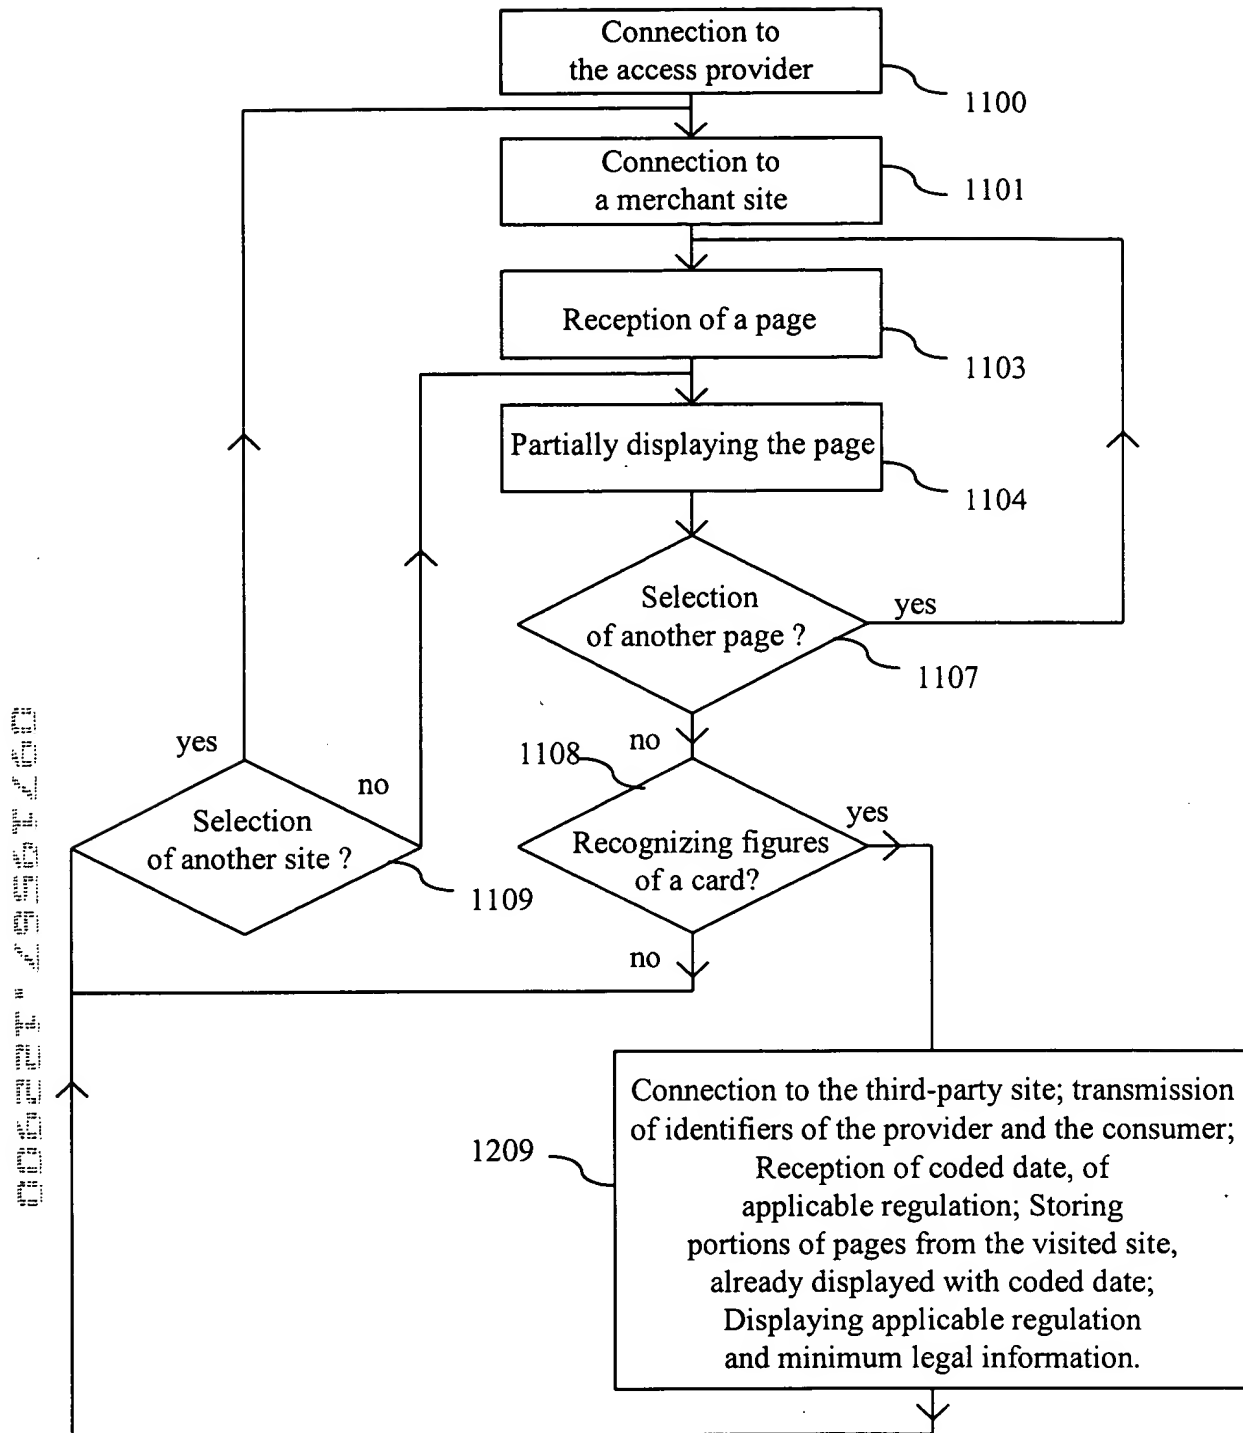 Connection to
the access provider
1100
Connection to
a merchant site
1101
Reception of a page
1103
Partially displaying the page
1104
Selection
of another page ?
yes
1107
no
1108
Recognizing figures
of a card?
yes
no
yes
no
Selection
of another site ?
1109
1209
Connection to the third-party site; transmission
of identifiers of the provider and the consumer;
Reception of coded date, of
applicable regulation; Storing
portions of pages from the visited site,
already displayed with coded date;
Displaying applicable regulation
and minimum legal information.
09719567.122900